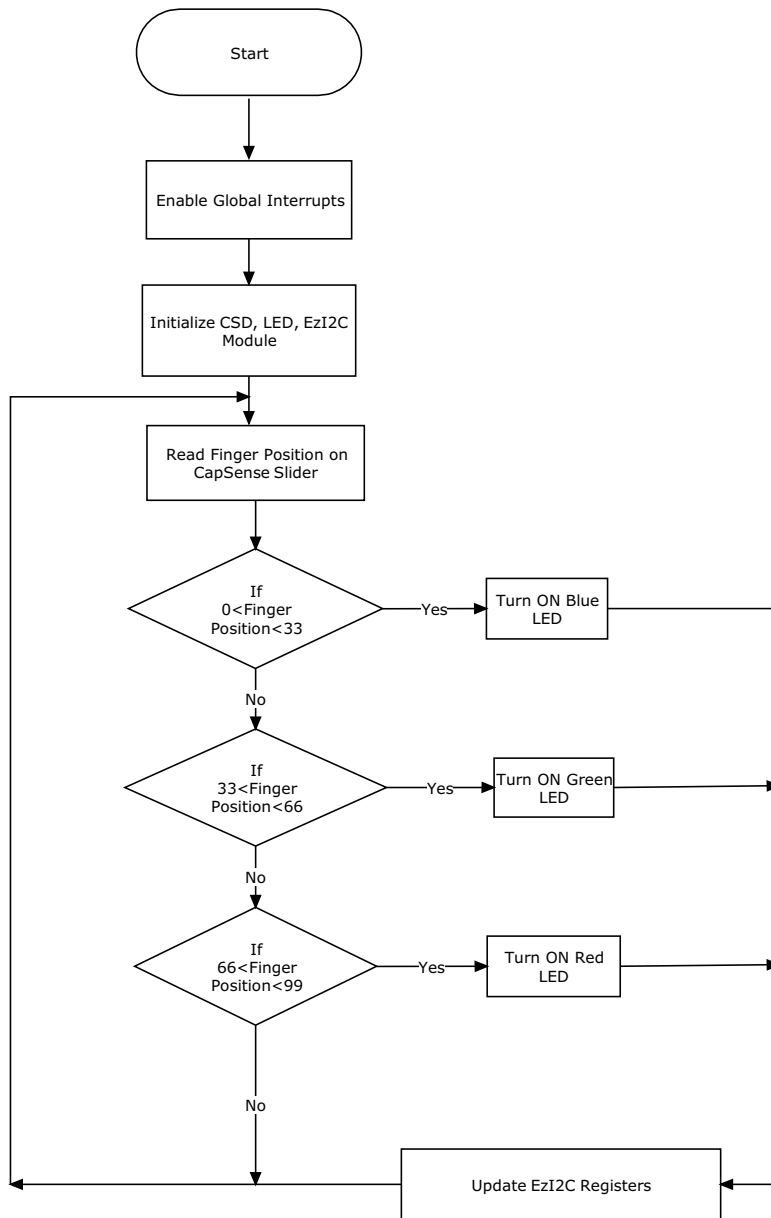 Start
Enable Global Interrupts
Initialize CSD, LED, EzI2C
Module
Read Finger Position on
CapSense Slider
If
0<Finger
Position<33
Yes
Turn ON Blue
LED
No
If
33<Finger
Position<66
Yes
Turn ON Green
LED
No
If
66<Finger
Position<99
Yes
Turn ON Red
LED
No
Update EzI2C Registers